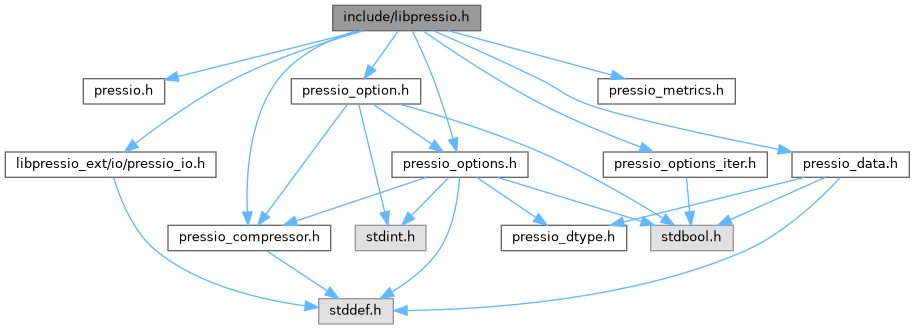 include/libpressio.h
pressio.h
pressio_option.h
pressio_metrics.h
libpressio_ext/io/pressio_io.h
pressio_options.h
pressio_options_iter.h
pressio_data.h
pressio_compressor.h
stdint.h
pressio_dtype.h
stdbool.h
stddef.h